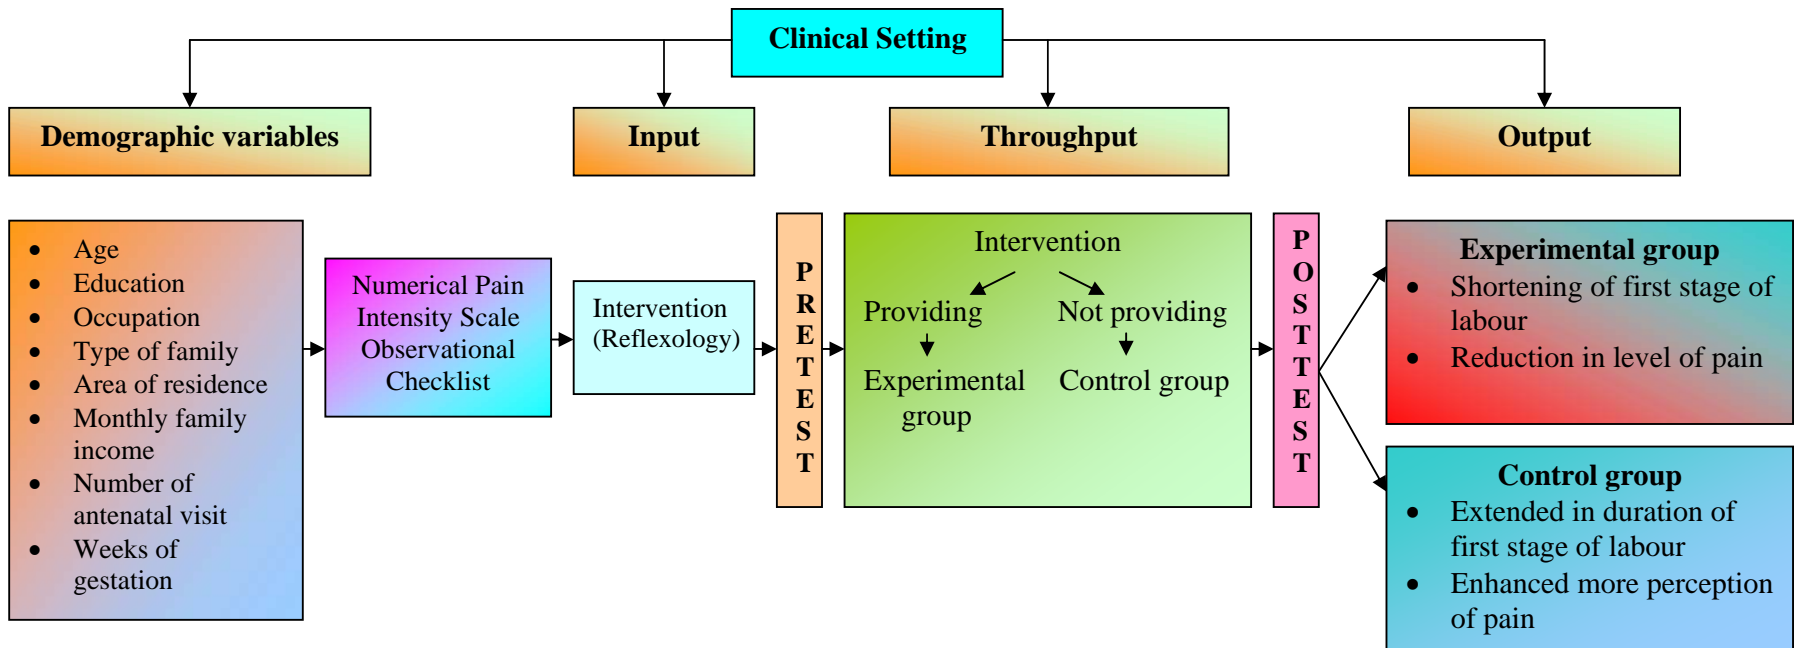 Clinical Setting
Demographic variables
Input
Throughput
Output
• Age
• Education
• Occupation
• Type of family
• Area of residence
• Monthly family
income
• Number of
antenatal visit
• Weeks of
gestation
Numerical Pain
Intensity Scale
Observational
Checklist
Intervention
(Reflexology)
P
R
E
T
E
S
T
Intervention
Providing
Not providing
Experimental
group
Control group
P
O
S
T
T
E
S
T
Experimental group
• Shortening of first stage of
labour
• Reduction in level of pain
Control group
• Extended in duration of
first stage of labour
• Enhanced more perception
of pain